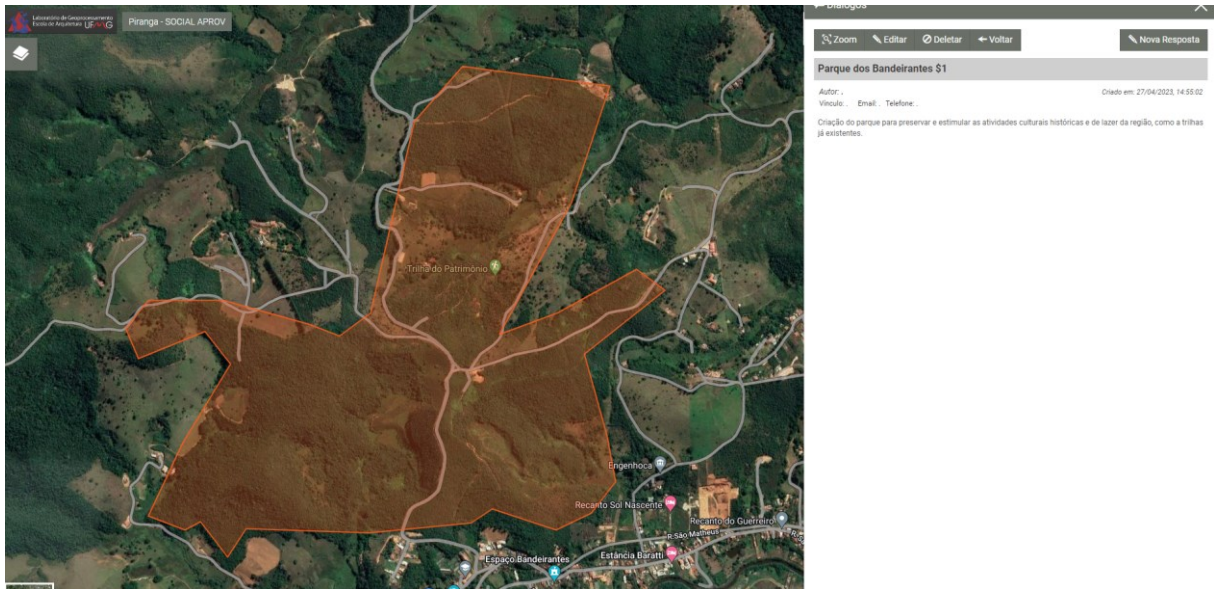 Laboratório de Geoprocessamento
Escola de Arquitetura UFMG
Piranga - SOCIAL APROV
Trilha do Patrimônio
Engenhoca
Recanto Sol Nascente
Recanto do Guerreiro
R. São Matheus
Estância Baratti
Espaço Bandeirantes
← Diálogos
Zoom
Editar
Deletar
Voltar
Nova Resposta
Parque dos Bandeirantes $1
Autor: .
Criado em: 27/04/2023, 14:55:02
Vínculo: . Email: . Telefone: .
Criação do parque para preservar e estimular as atividades culturais históricas e de lazer da região, como a trilhas
já existentes.